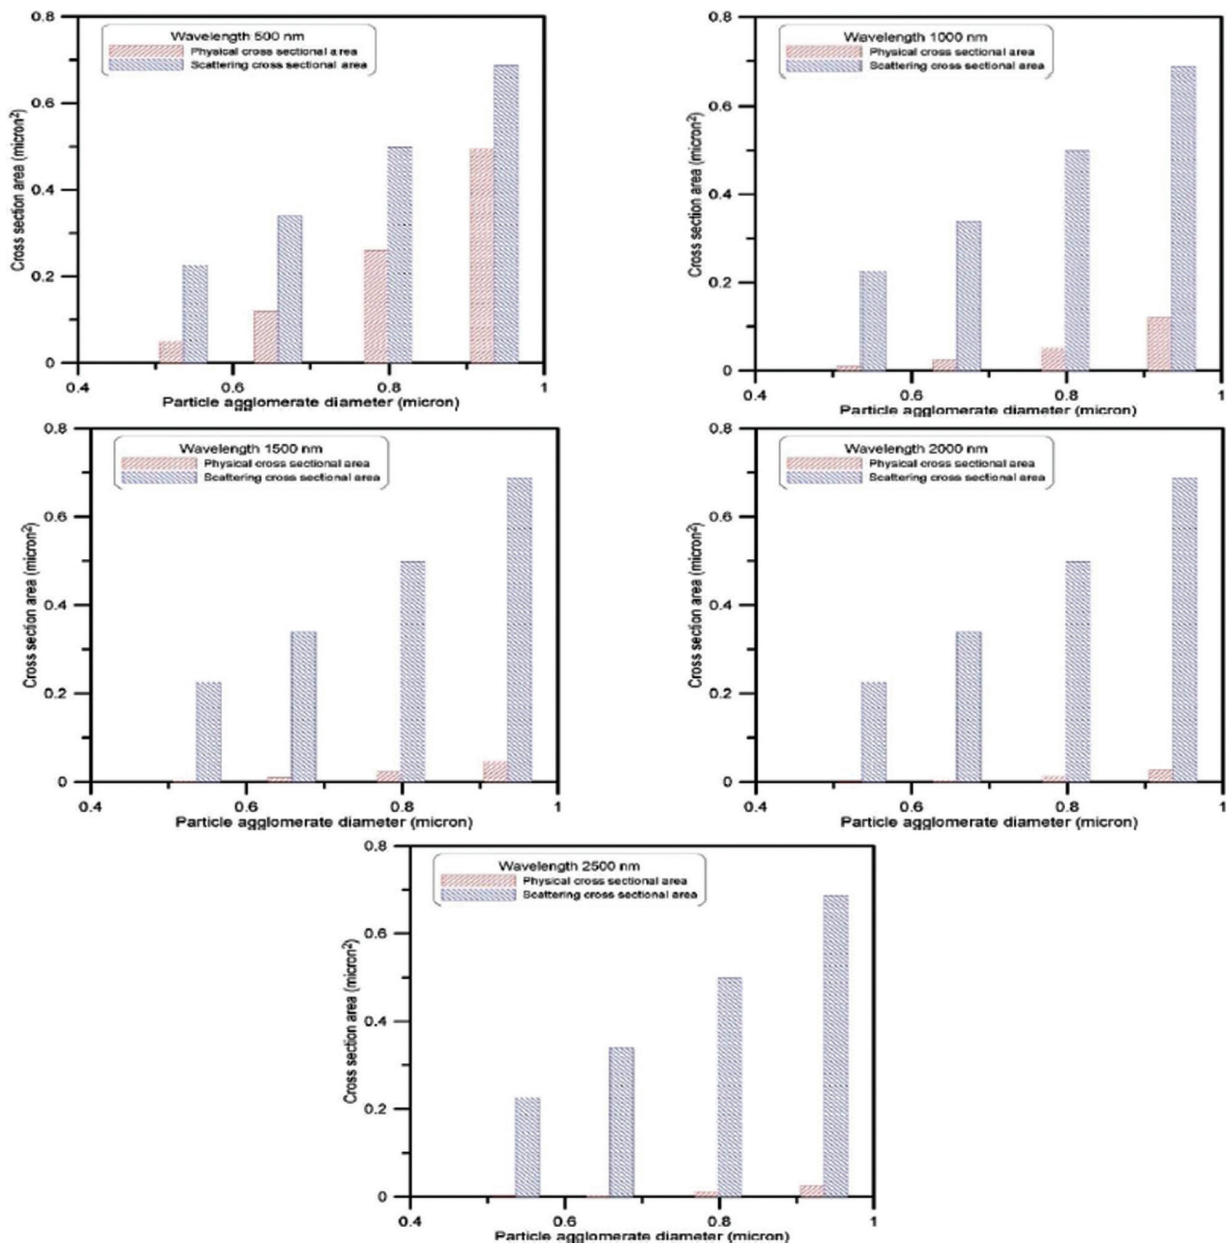 Wavelength 500 nm
Physical cross sectional area
Scattering cross sectional area
0.8
0.6
0.4
0.2
0
Cross section area (micron²)
0.4 0.6 0.8 1
Particle agglomerate diameter (micron)
Wavelength 1000 nm
Physical cross sectional area
Scattering cross sectional area
0.8
0.6
0.4
0.2
0
Cross section area (micron²)
0.4 0.6 0.8 1
Particle agglomerate diameter (micron)
Wavelength 1500 nm
Physical cross sectional area
Scattering cross sectional area
0.8
0.6
0.4
0.2
0
Cross section area (micron²)
0.4 0.6 0.8 1
Particle agglomerate diameter (micron)
Wavelength 2000 nm
Physical cross sectional area
Scattering cross sectional area
0.8
0.6
0.4
0.2
0
Cross section area (micron²)
0.4 0.6 0.8 1
Particle agglomerate diameter (micron)
Wavelength 2500 nm
Physical cross sectional area
Scattering cross sectional area
0.8
0.6
0.4
0.2
0
Cross section area (micron²)
0.4 0.6 0.8 1
Particle agglomerate diameter (micron)